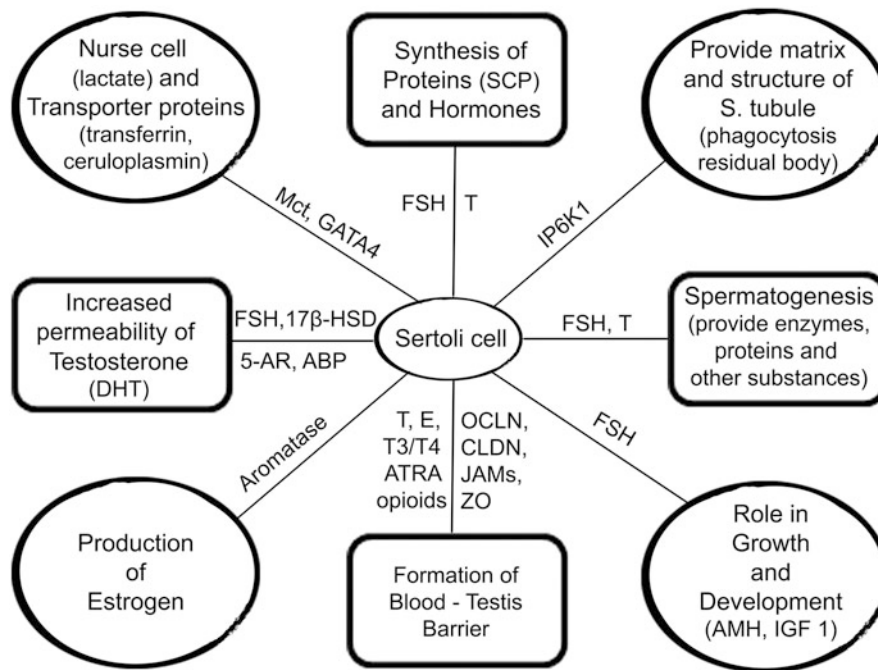 Nurse cell
(lactate) and
Transporter proteins
(transferrin,
ceruloplasmin)
Synthesis of
Proteins (SCP)
and Hormones
Provide matrix
and structure of
S. tubule
(phagocytosis
residual body)
Mct, GATA4
FSH T
IP6K1
Increased
permeability of
Testosterone
(DHT)
FSH,17β-HSD
5-AR, ABP
Sertoli cell
FSH, T
Spermatogenesis
(provide enzymes,
proteins and
other substances)
Aromatase
T, E,
T3/T4
ATRA
opioids
OCLN,
CLDN,
JAMs,
ZO
FSH
Production
of
Estrogen
Formation of
Blood - Testis
Barrier
Role in
Growth
and
Development
(AMH, IGF 1)